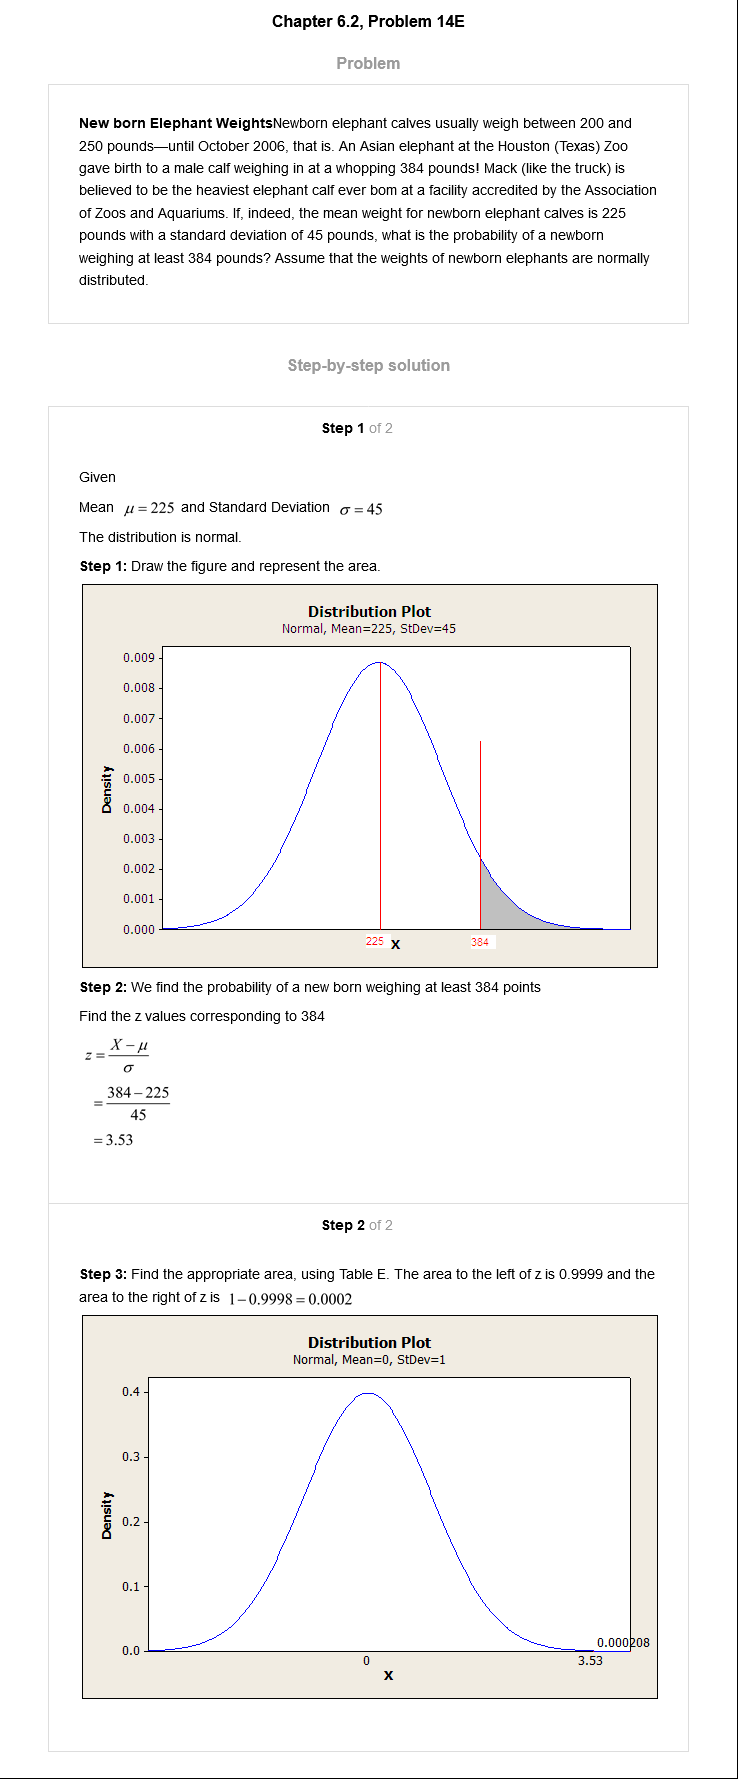 Chapter 6.2, Problem 14E
Problem
New born Elephant WeightsNewborn elephant calves usually weigh between 200 and
250 pounds—until October 2006, that is. An Asian elephant at the Houston (Texas) Zoo
gave birth to a male calf weighing in at a whopping 384 pounds! Mack (like the truck) is
believed to be the heaviest elephant calf ever bom at a facility accredited by the Association
of Zoos and Aquariums. If, indeed, the mean weight for newborn elephant calves is 225
pounds with a standard deviation of 45 pounds, what is the probability of a newborn
weighing at least 384 pounds? Assume that the weights of newborn elephants are normally
distributed.
Step-by-step solution
Step 1 of 2
Given
Mean μ = 225 and Standard Deviation σ = 45
The distribution is normal.
Step 1: Draw the figure and represent the area.
Distribution Plot
Normal, Mean=225, StDev=45
0.009
0.008
0.007
0.006
0.005
0.004
0.003
0.002
0.001
0.000
Density
225 X 384
Step 2: We find the probability of a new born weighing at least 384 points
Find the z values corresponding to 384
z = X − μ
σ
= 384 − 225
45
= 3.53
Step 2 of 2
Step 3: Find the appropriate area, using Table E. The area to the left of z is 0.9999 and the
area to the right of z is 1 − 0.9998 = 0.0002
Distribution Plot
Normal, Mean=0, StDev=1
0.4
0.3
0.2
0.1
0.0
Density
0.000208
0 3.53
X